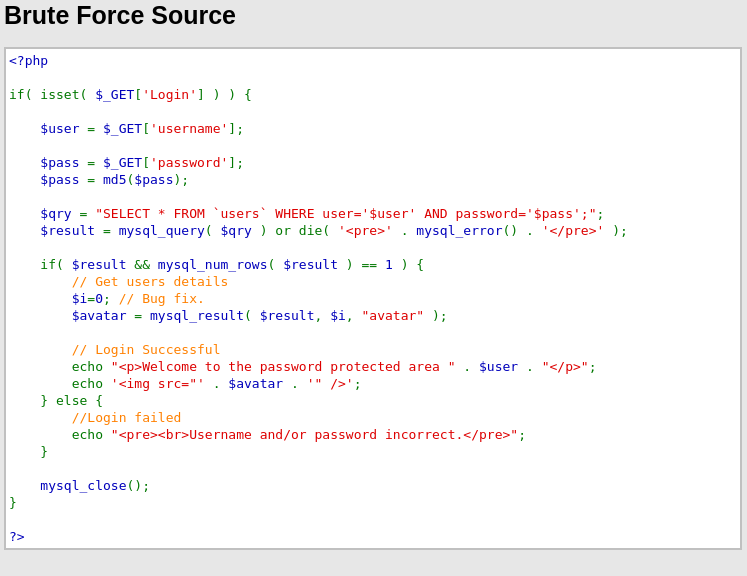 Brute Force Source
<?php
if( isset( $_GET['Login'] ) ) {
$user = $_GET['username'];
$pass = $_GET['password'];
$pass = md5($pass);
$qry = "SELECT * FROM `users` WHERE user='$user' AND password='$pass';";
$result = mysql_query( $qry ) or die( '<pre>' . mysql_error() . '</pre>' );
if( $result && mysql_num_rows( $result ) == 1 ) {
// Get users details
$i=0; // Bug fix.
$avatar = mysql_result( $result, $i, "avatar" );
// Login Successful
echo "<p>Welcome to the password protected area " . $user . "</p>";
echo '<img src="' . $avatar . '" />';
} else {
//Login failed
echo "<pre><br>Username and/or password incorrect.</pre>";
}
mysql_close();
}
?>